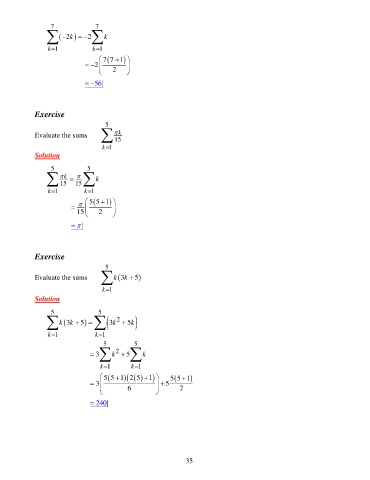 \sum_{k=1}^{7} (-2k) = -2 \sum_{k=1}^{7} k
= -2 \left( \frac{7(7+1)}{2} \right)
= -56|
Exercise
Evaluate the sums \sum_{k=1}^{5} \frac{\pi k}{15}
Solution
\sum_{k=1}^{5} \frac{\pi k}{15} = \frac{\pi}{15} \sum_{k=1}^{5} k
= \frac{\pi}{15} \left( \frac{5(5+1)}{2} \right)
= \pi|
Exercise
Evaluate the sums \sum_{k=1}^{5} k(3k+5)
Solution
\sum_{k=1}^{5} k(3k+5) = \sum_{k=1}^{5} (3k^2+5k)
= 3 \sum_{k=1}^{5} k^2 + 5 \sum_{k=1}^{5} k
= 3 \left( \frac{5(5+1)(2(5)+1)}{6} \right) + 5 \frac{5(5+1)}{2}
= 240|
35